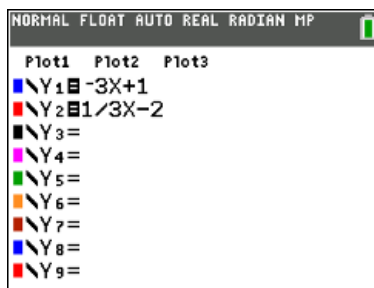 NORMAL FLOAT AUTO REAL RADIAN MP
Plot1 Plot2 Plot3
\Y₁=⁻3X+1
\Y₂=1/3X−2
\Y₃=
\Y₄=
\Y₅=
\Y₆=
\Y₇=
\Y₈=
\Y₉=